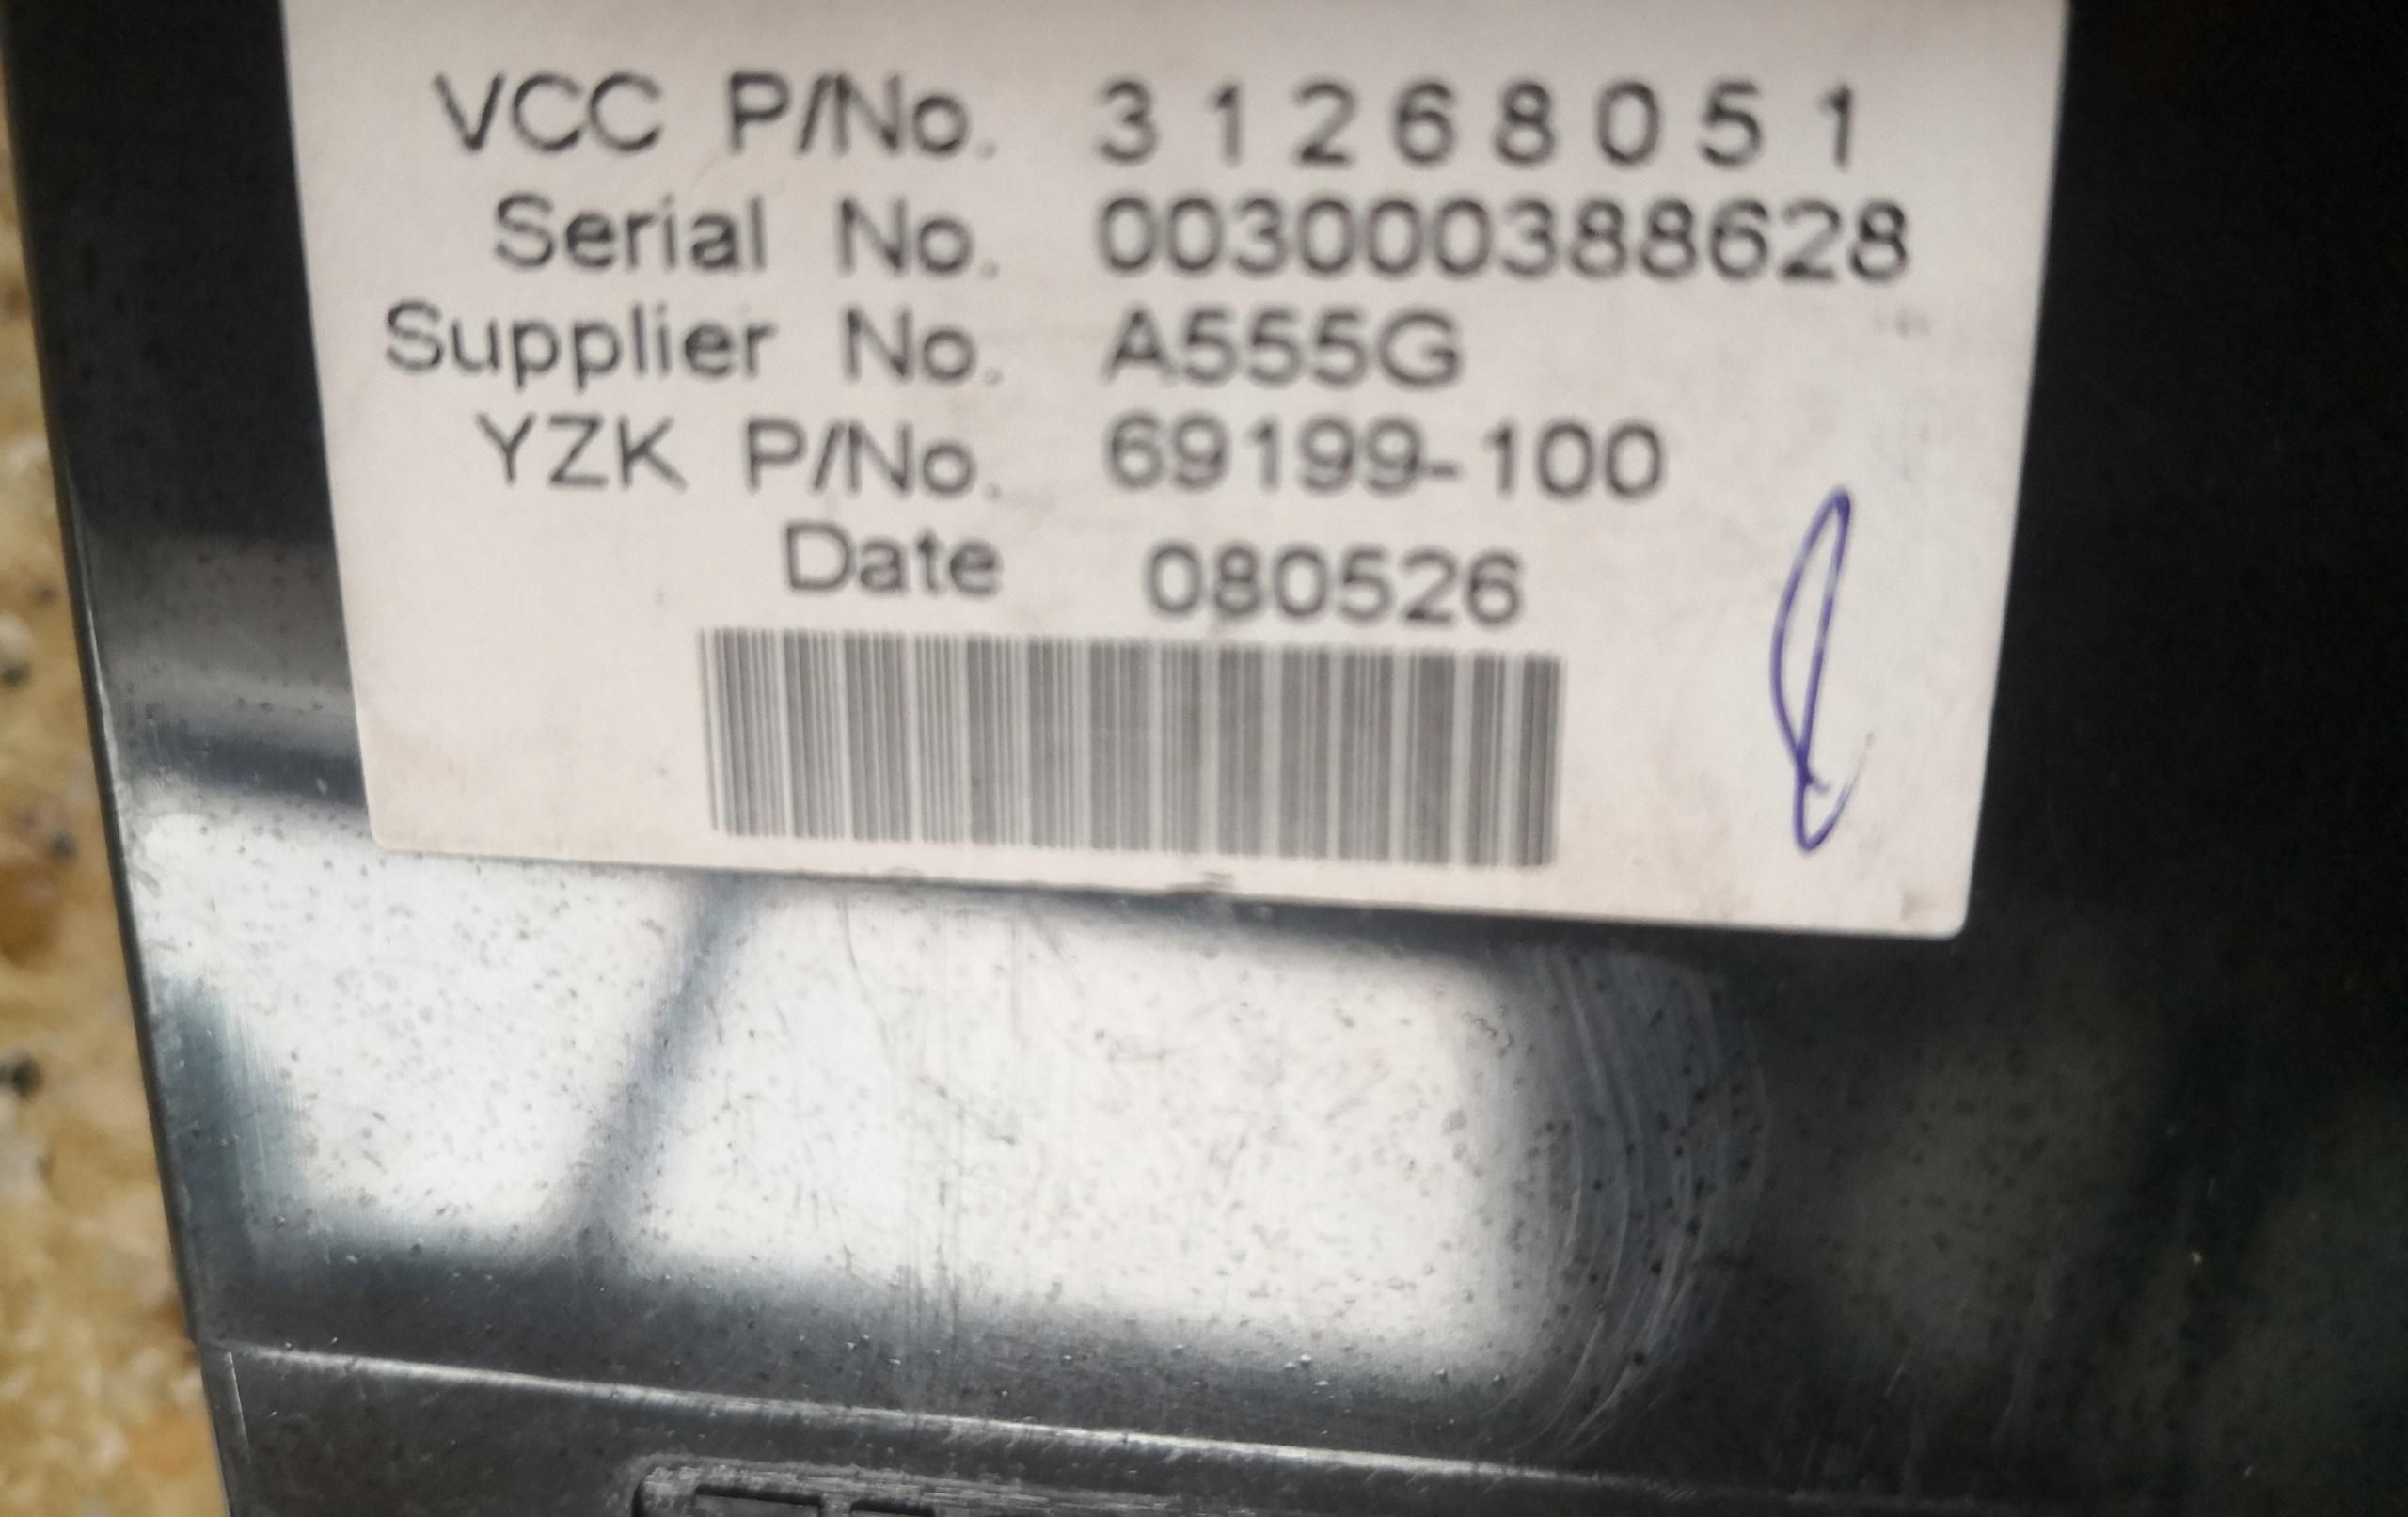 VCC P/No. 31268051
Serial No. 003000388628
Supplier No. A555G
YZK P/No. 69199-100
Date 080526